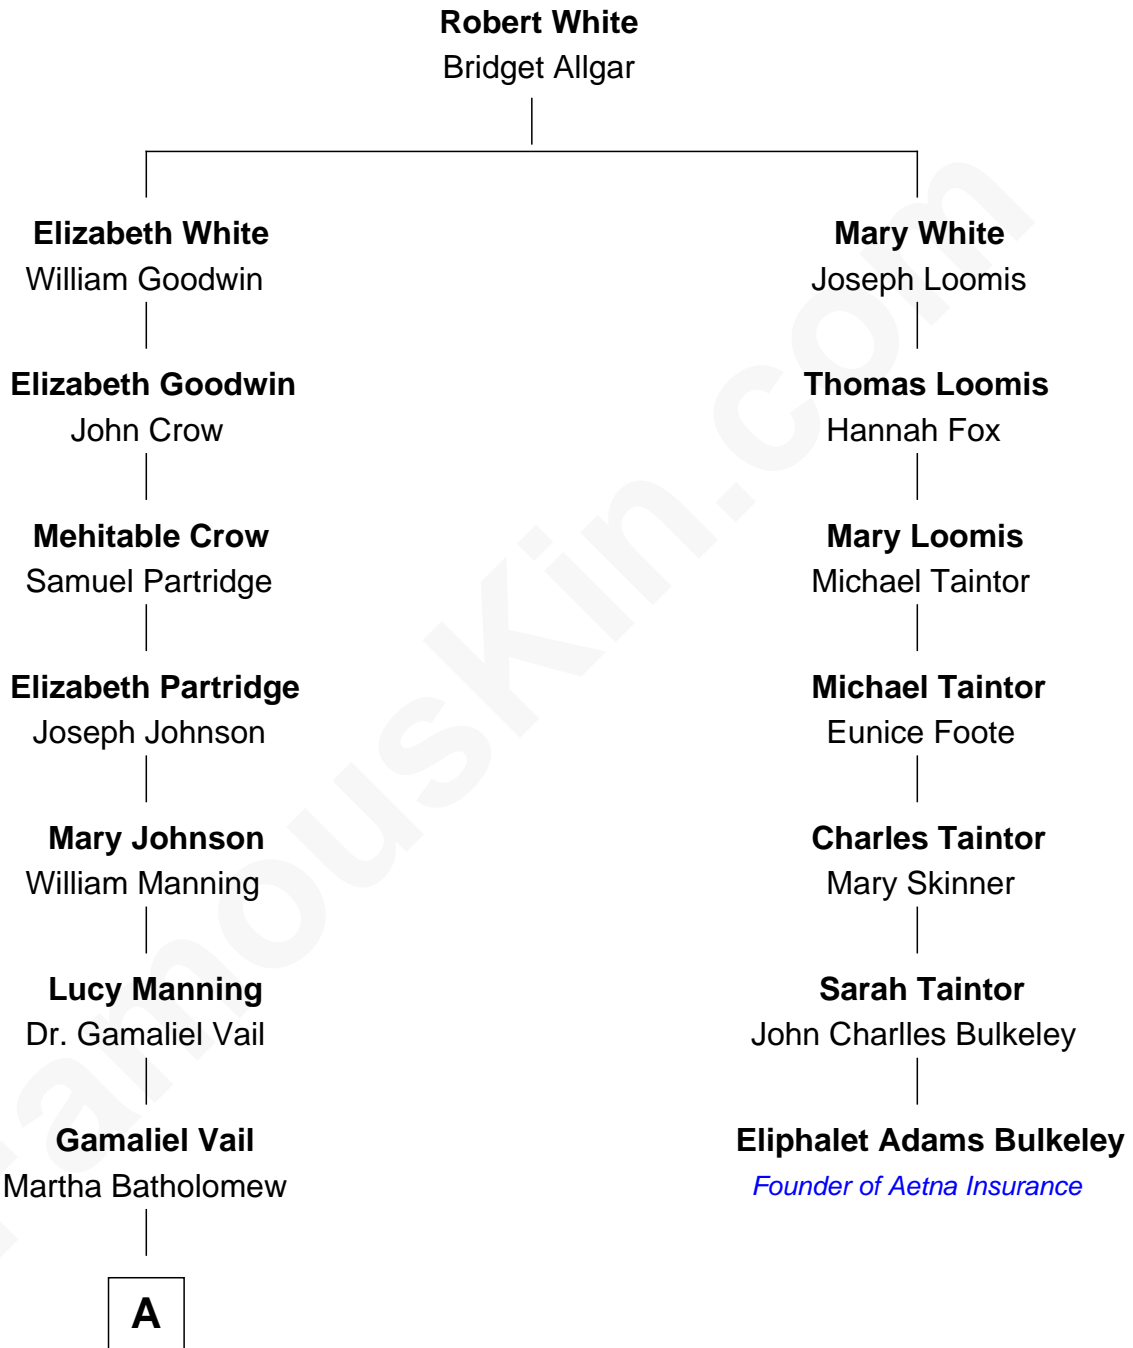 Robert White
Bridget Allgar
Elizabeth White
William Goodwin
Elizabeth Goodwin
John Crow
Mehitable Crow
Samuel Partridge
Elizabeth Partridge
Joseph Johnson
Mary Johnson
William Manning
Lucy Manning
Dr. Gamaliel Vail
Gamaliel Vail
Martha Batholomew
A
Mary White
Joseph Loomis
Thomas Loomis
Hannah Fox
Mary Loomis
Michael Taintor
Michael Taintor
Eunice Foote
Charles Taintor
Mary Skinner
Sarah Taintor
John Charlles Bulkeley
Eliphalet Adams Bulkeley
Founder of Aetna Insurance
FamousKin.com